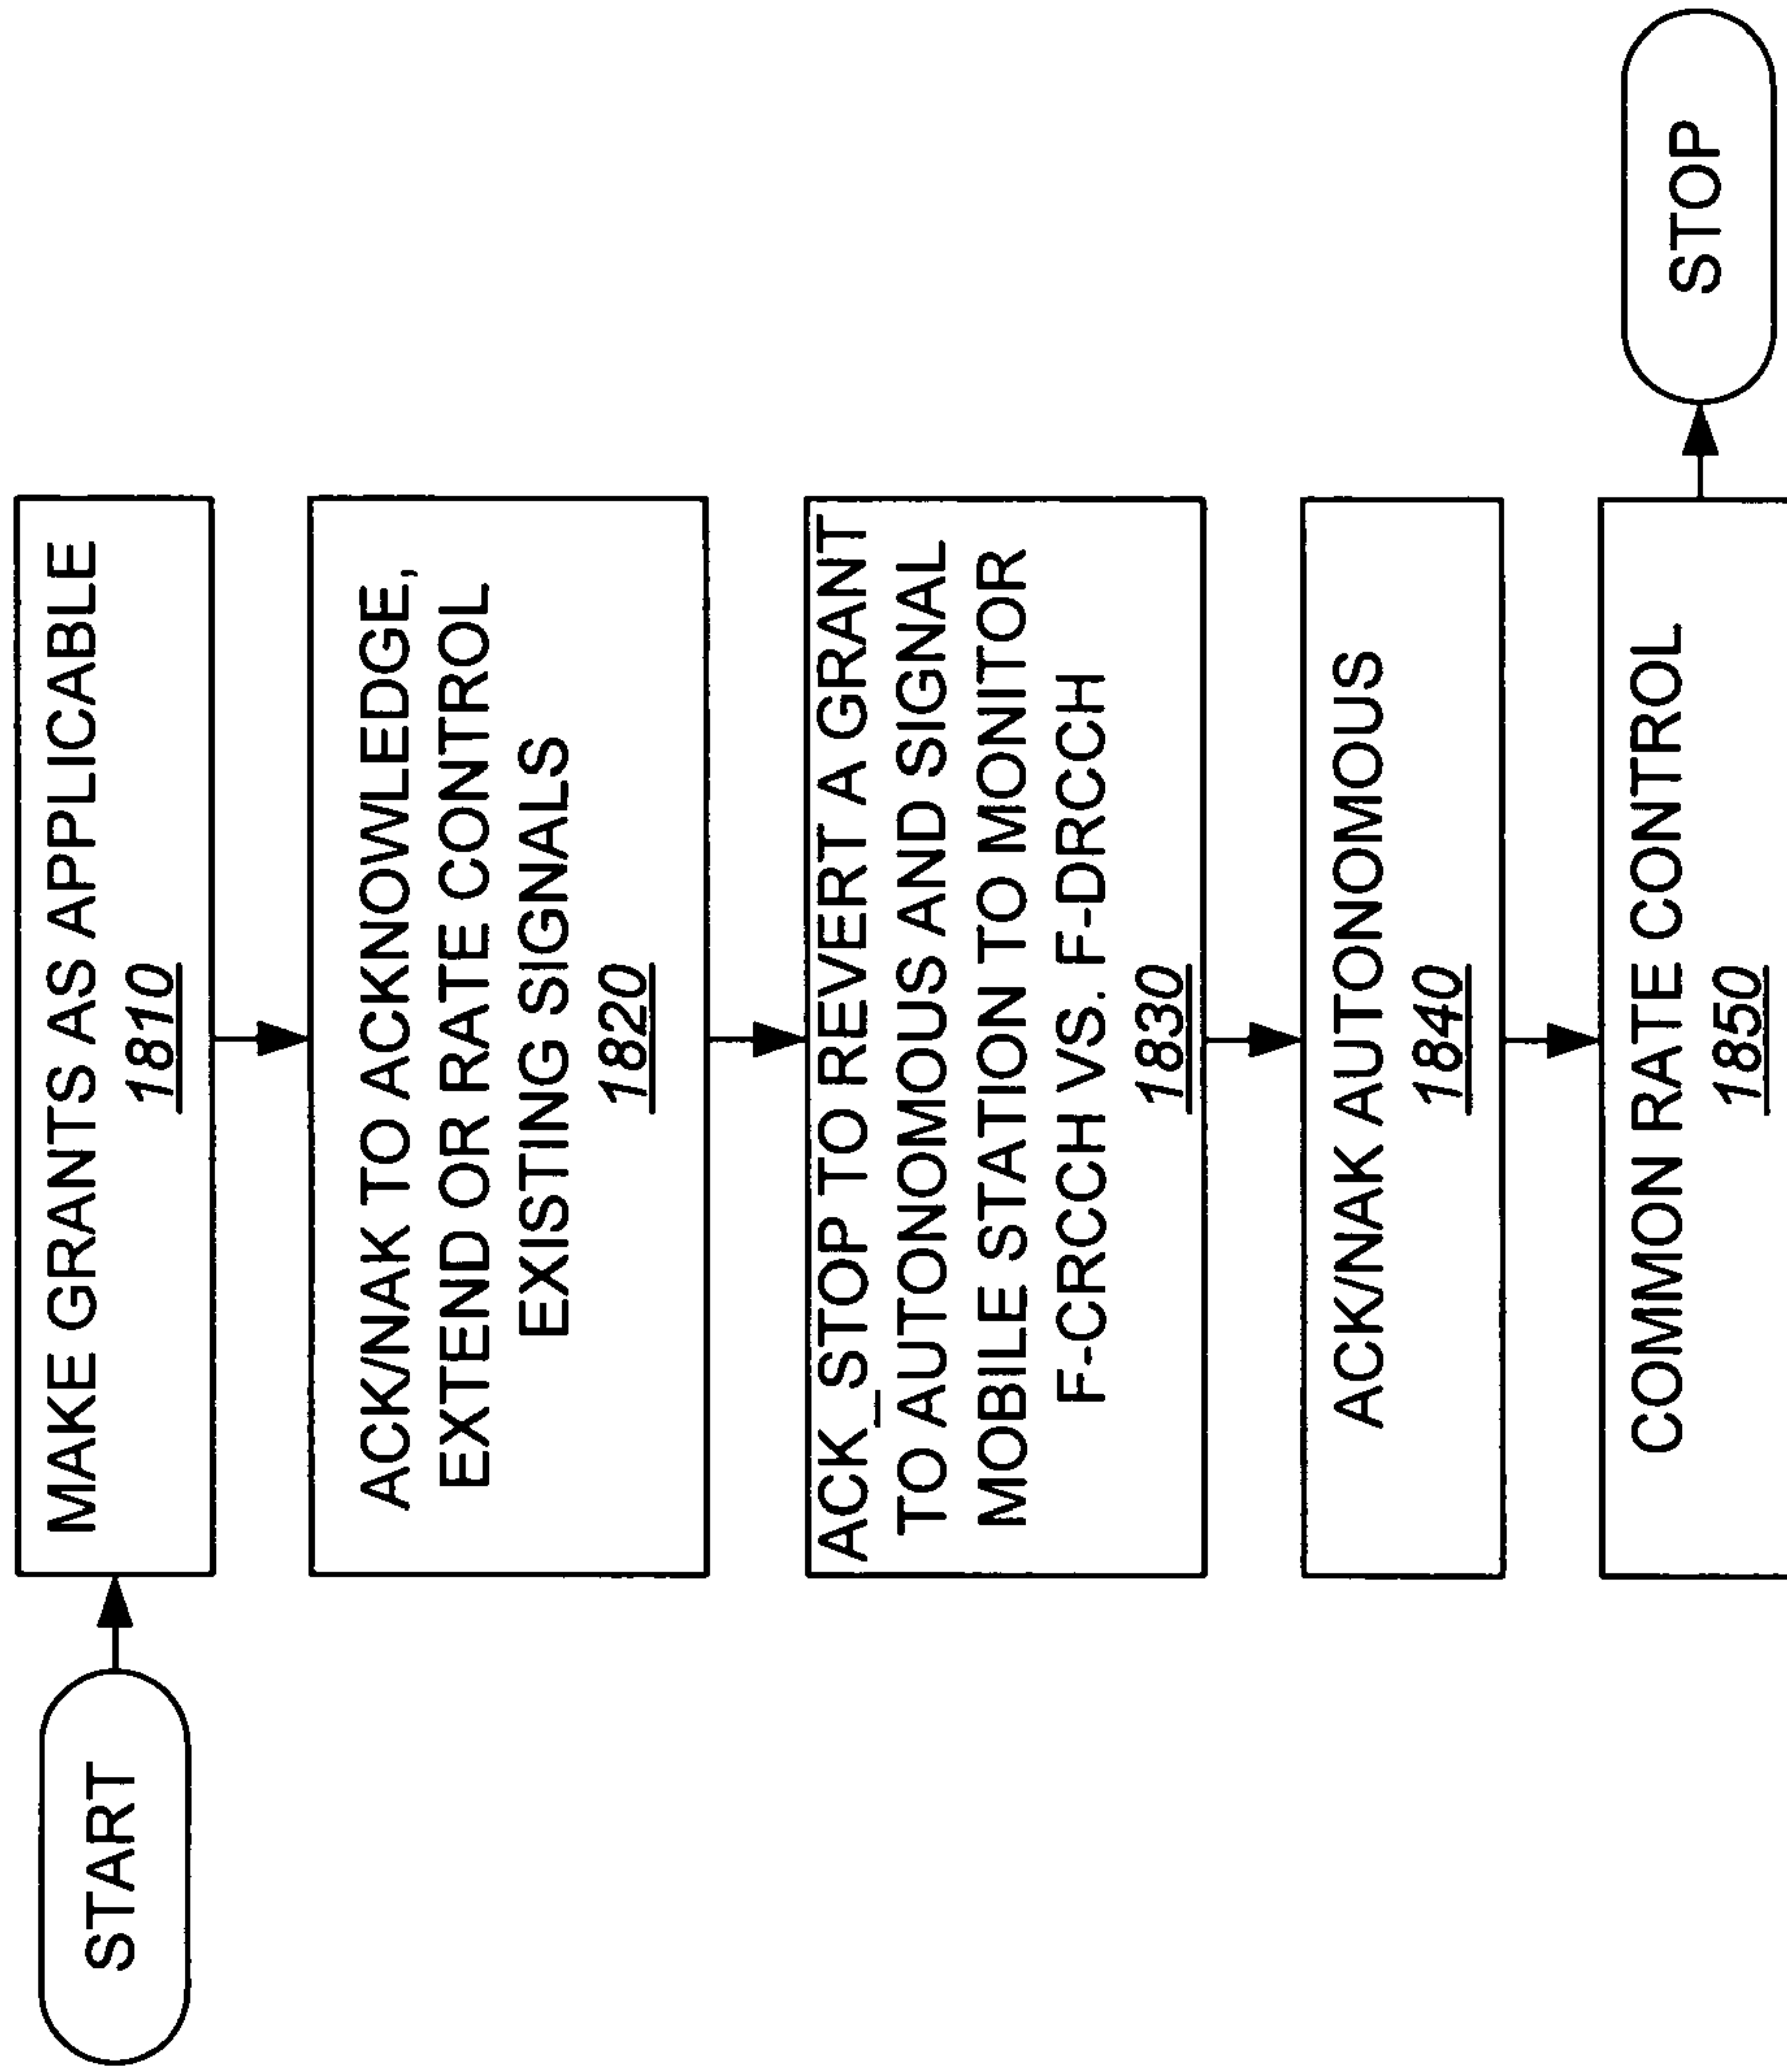 START
MAKE GRANTS AS APPLICABLE
1810
ACK/NAK TO ACKNOWLEDGE,
EXTEND OR RATE CONTROL
EXISTING SIGNALS
1820
ACK_STOP TO REVERT A GRANT
TO AUTONOMOUS AND SIGNAL
MOBILE STATION TO MONITOR
F-CRCCH VS. F-DRCCH
1830
ACK/NAK AUTONOMOUS
1840
COMMON RATE CONTROL
1850
STOP